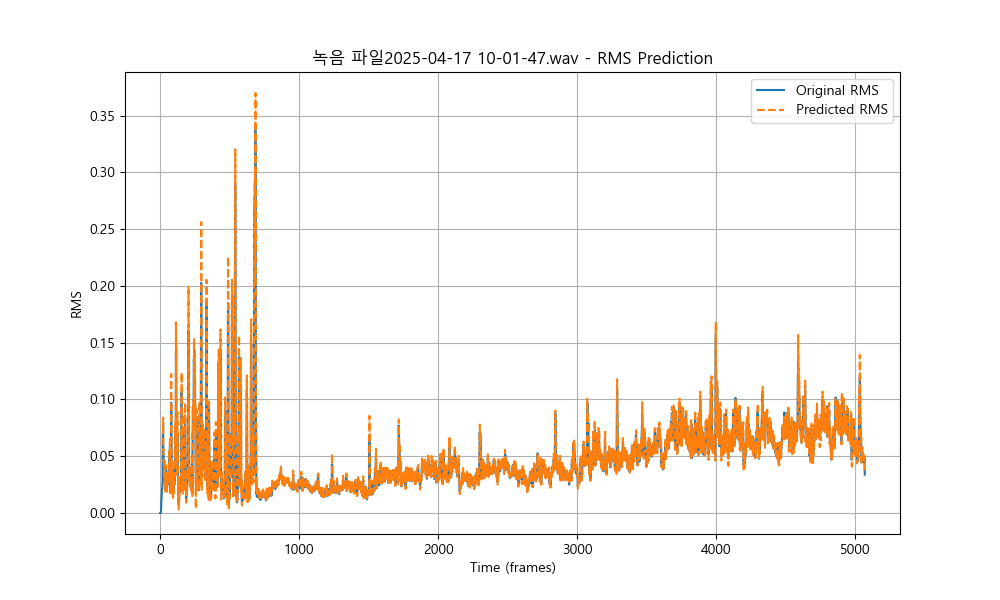 녹음 파일2025-04-17 10-01-47.wav - RMS Prediction
Original RMS
Predicted RMS
RMS
0.35
0.30
0.25
0.20
0.15
0.10
0.05
0.00
0 1000 2000 3000 4000 5000
Time (frames)